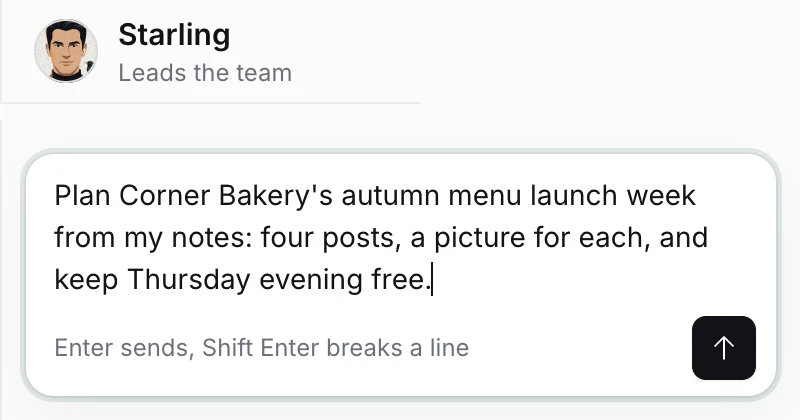 Starling
Leads the team
Plan Corner Bakery's autumn menu launch week
from my notes: four posts, a picture for each, and
keep Thursday evening free.
Enter sends, Shift Enter breaks a line